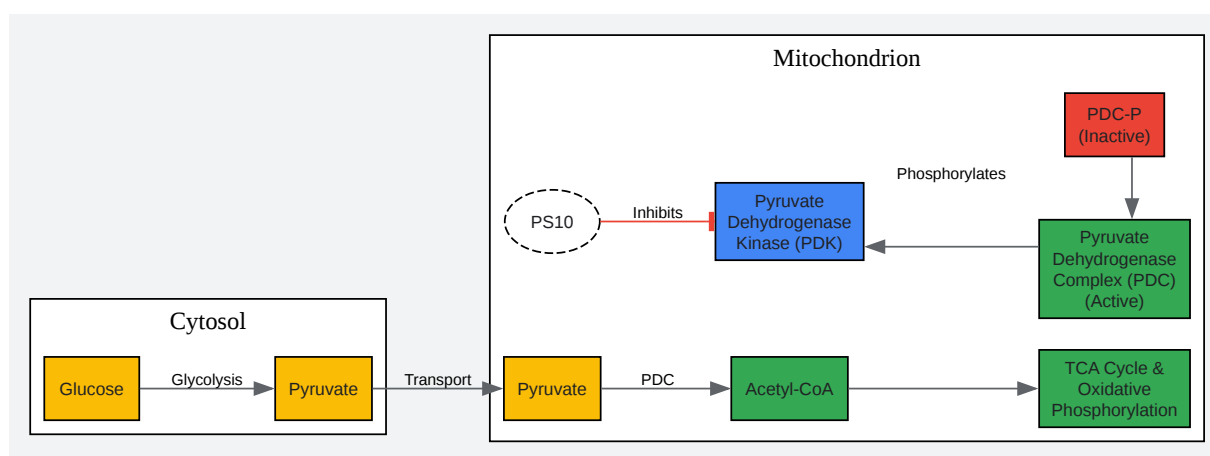 Mitochondrion
PDC-P
(Inactive)
Phosphorylates
PS10
Inhibits
Pyruvate
Dehydrogenase
Kinase (PDK)
Pyruvate
Dehydrogenase
Complex (PDC)
(Active)
Cytosol
Glucose
Glycolysis
Pyruvate
Transport
Pyruvate
PDC
Acetyl-CoA
TCA Cycle &
Oxidative
Phosphorylation